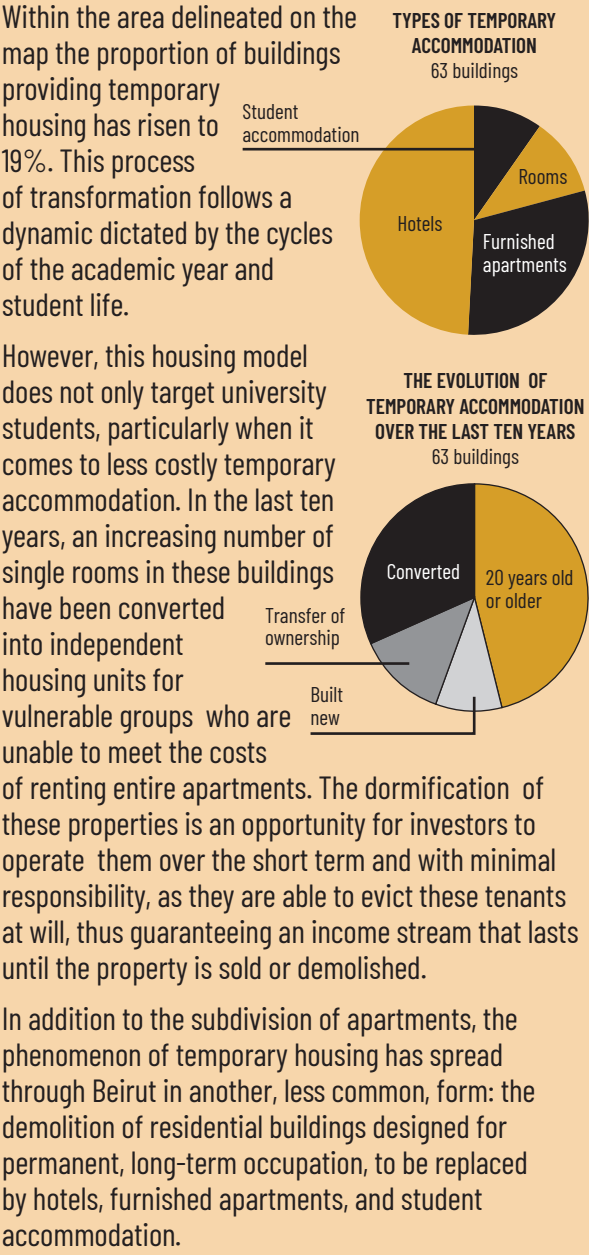 Within the area delineated on the
map the proportion of buildings
providing temporary
housing has risen to
19%. This process
of transformation follows a
dynamic dictated by the cycles
of the academic year and
student life.
TYPES OF TEMPORARY
ACCOMMODATION
63 buildings
Student
accommodation
Rooms
Hotels
Furnished
apartments
However, this housing model
does not only target university
students, particularly when it
comes to less costly temporary
accommodation. In the last ten
years, an increasing number of
single rooms in these buildings
have been converted
into independent
housing units for
vulnerable groups who are
unable to meet the costs
of renting entire apartments. The dormification of
these properties is an opportunity for investors to
operate them over the short term and with minimal
responsibility, as they are able to evict these tenants
at will, thus guaranteeing an income stream that lasts
until the property is sold or demolished.
THE EVOLUTION OF
TEMPORARY ACCOMMODATION
OVER THE LAST TEN YEARS
63 buildings
Converted
20 years old
or older
Transfer of
ownership
Built
new
In addition to the subdivision of apartments, the
phenomenon of temporary housing has spread
through Beirut in another, less common, form: the
demolition of residential buildings designed for
permanent, long-term occupation, to be replaced
by hotels, furnished apartments, and student
accommodation.